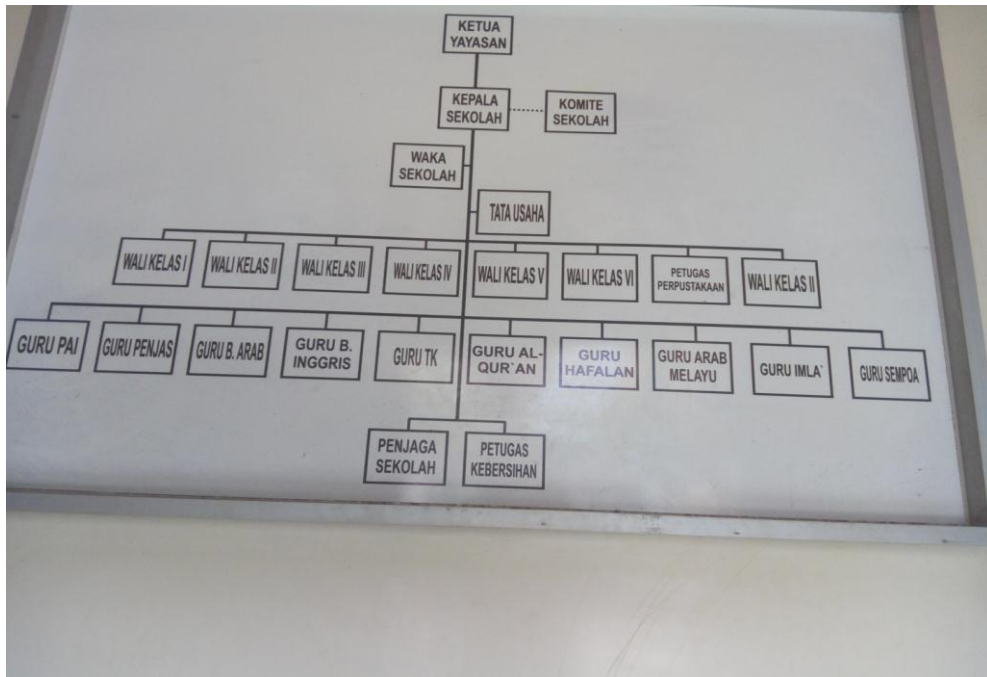 KETUA
YAYASAN
KEPALA
SEKOLAH
KOMITE
SEKOLAH
WAKA
SEKOLAH
TATA USAHA
WALI KELAS I
WALI KELAS II
WALI KELAS III
WALI KELAS IV
WALI KELAS V
WALI KELAS VI
PETUGAS
PERPUSTAKAAN
WALI KELAS II
GURU PAI
GURU PENJAS
GURU B. ARAB
GURU B.
INGGRIS
GURU TK
GURU AL-
QUR`AN
GURU
HAFALAN
GURU ARAB
MELAYU
GURU IMLA`
GURU SEMPOA
PENJAGA
SEKOLAH
PETUGAS
KEBERSIHAN